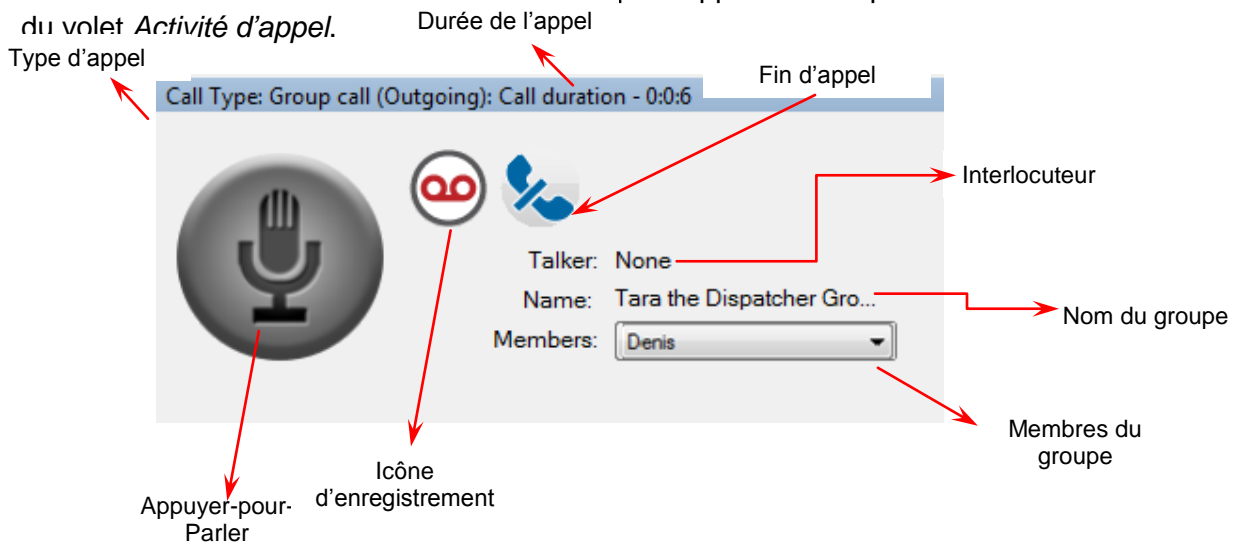 du volet Activité d'appel.
Durée de l'appel
Type d'appel
Fin d'appel
Call Type: Group call (Outgoing): Call duration - 0:0:6
Interlocuteur
Talker: None
Name: Tara the Dispatcher Gro...
Nom du groupe
Members: Denis
Membres du
groupe
Icône
d'enregistrement
Appuyer-pour-
Parler